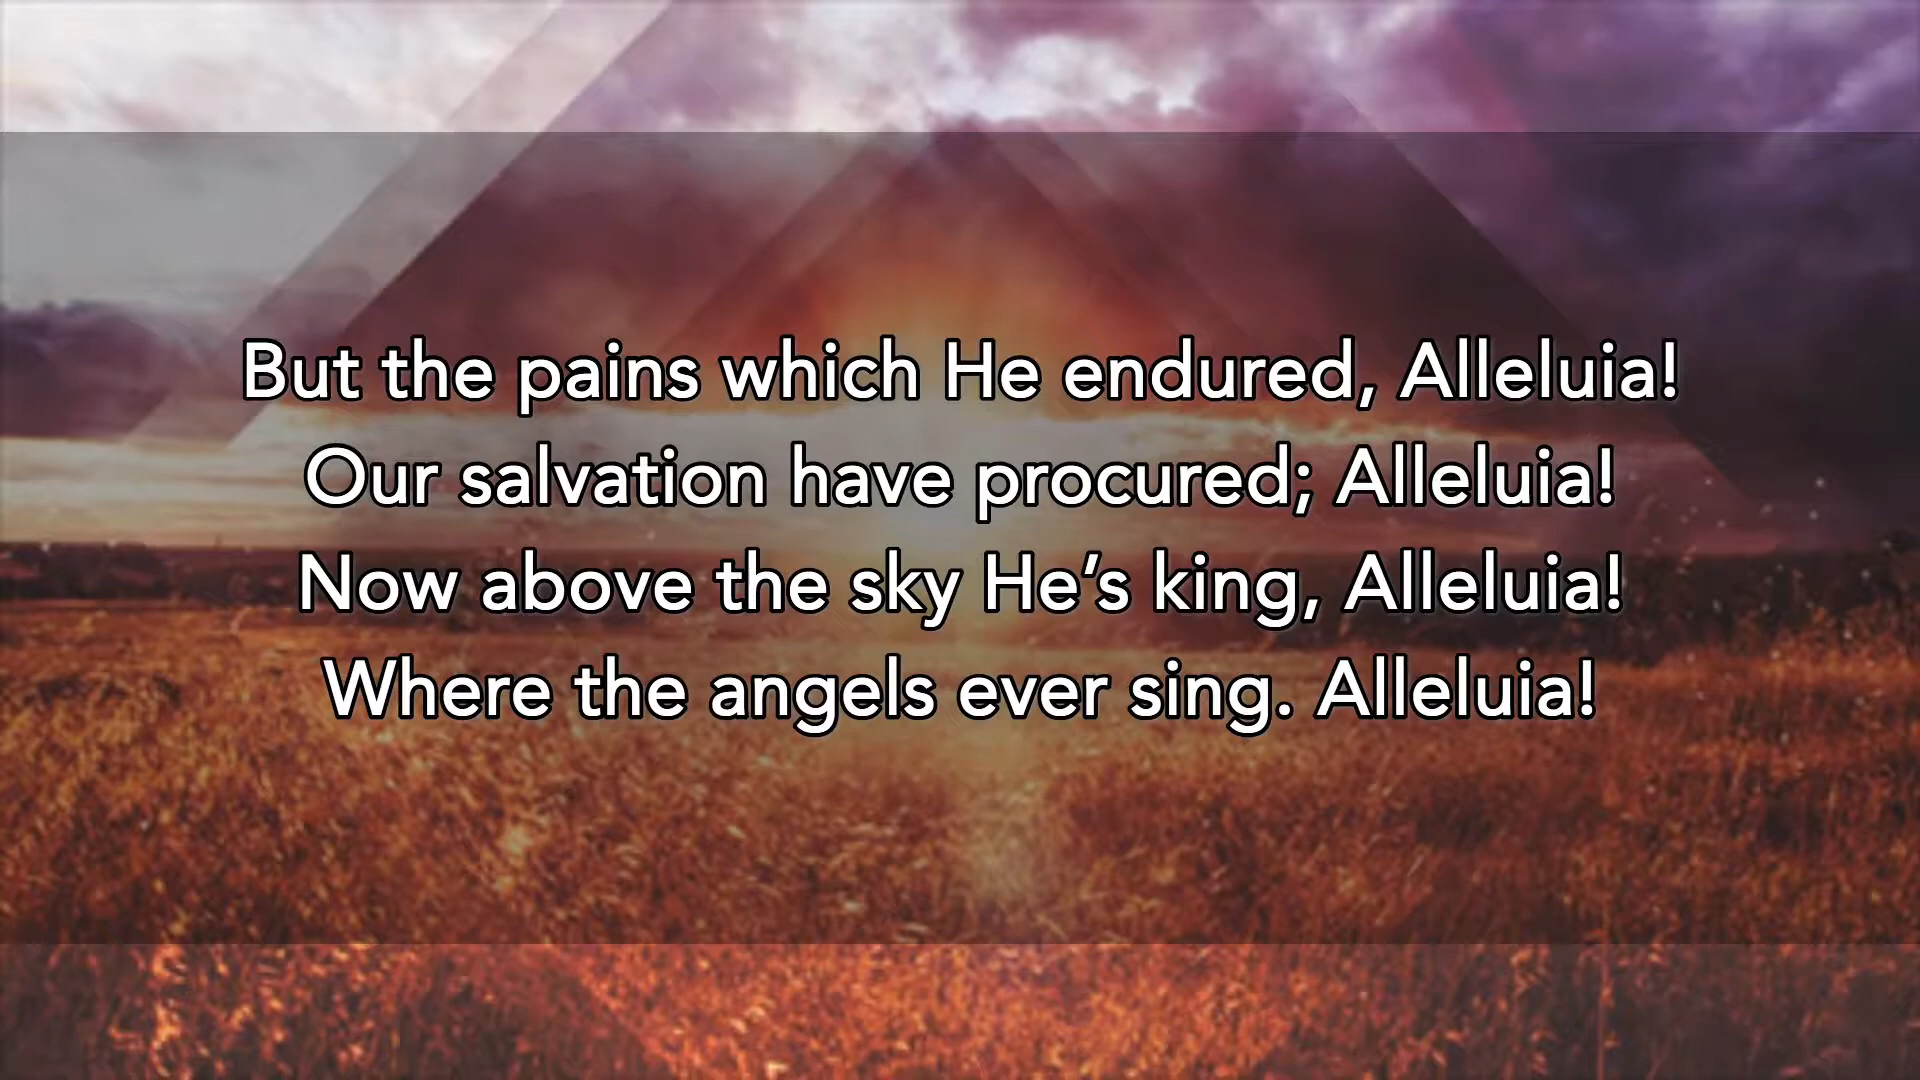 But the pains which He endured, Alleluia!
Our salvation have procured; Alleluia!
Now above the sky He’s king, Alleluia!
Where the angels ever sing. Alleluia!